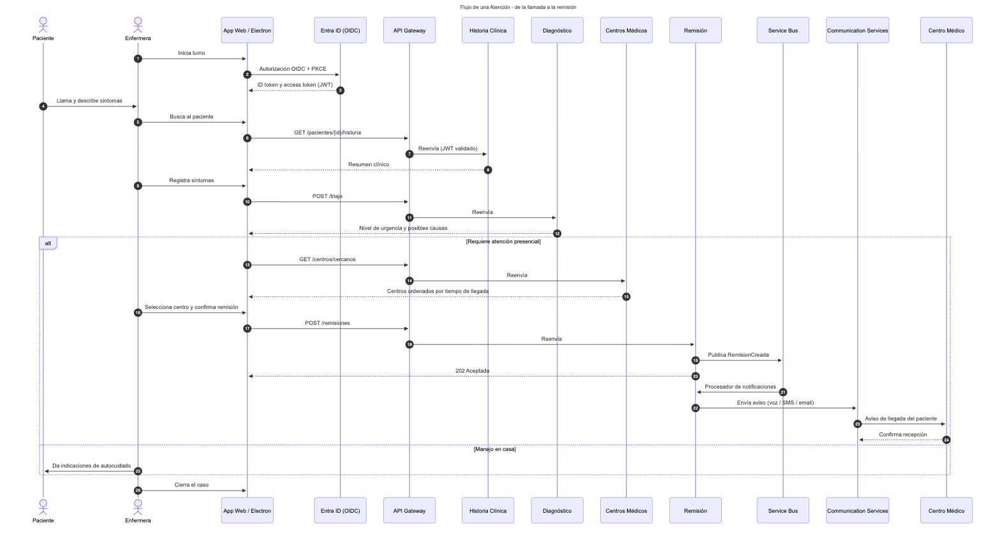 Flujo de una Atención - de la llamada a la remisión
Paciente
Enfermera
App Web / Electron
Entra ID (OIDC)
API Gateway
Historia Clínica
Diagnóstico
Centros Médicos
Remisión
Service Bus
Communication Services
Centro Médico
1 Inicia turno
2 Autorización OIDC + PKCE
3 ID token y access token (JWT)
4 Llama y describe síntomas
5 Busca al paciente
6 GET /pacientes/{id}/historia
7 Reenvía (JWT validado)
8 Resumen clínico
9 Registra síntomas
10 POST /triaje
11 Reenvía
12 Nivel de urgencia y posibles causas
alt
[Requiere atención presencial]
13 GET /centros/cercanos
14 Reenvía
15 Centros ordenados por tiempo de llegada
16 Selecciona centro y confirma remisión
17 POST /remisiones
18 Reenvía
19 Publica RemisionCreada
20 202 Aceptada
21 Procesador de notificaciones
22 Envía aviso (voz / SMS / email)
23 Aviso de llegada del paciente
24 Confirma recepción
[Manejo en casa]
25 Da indicaciones de autocuidado
26 Cierra el caso
Paciente
Enfermera
App Web / Electron
Entra ID (OIDC)
API Gateway
Historia Clínica
Diagnóstico
Centros Médicos
Remisión
Service Bus
Communication Services
Centro Médico